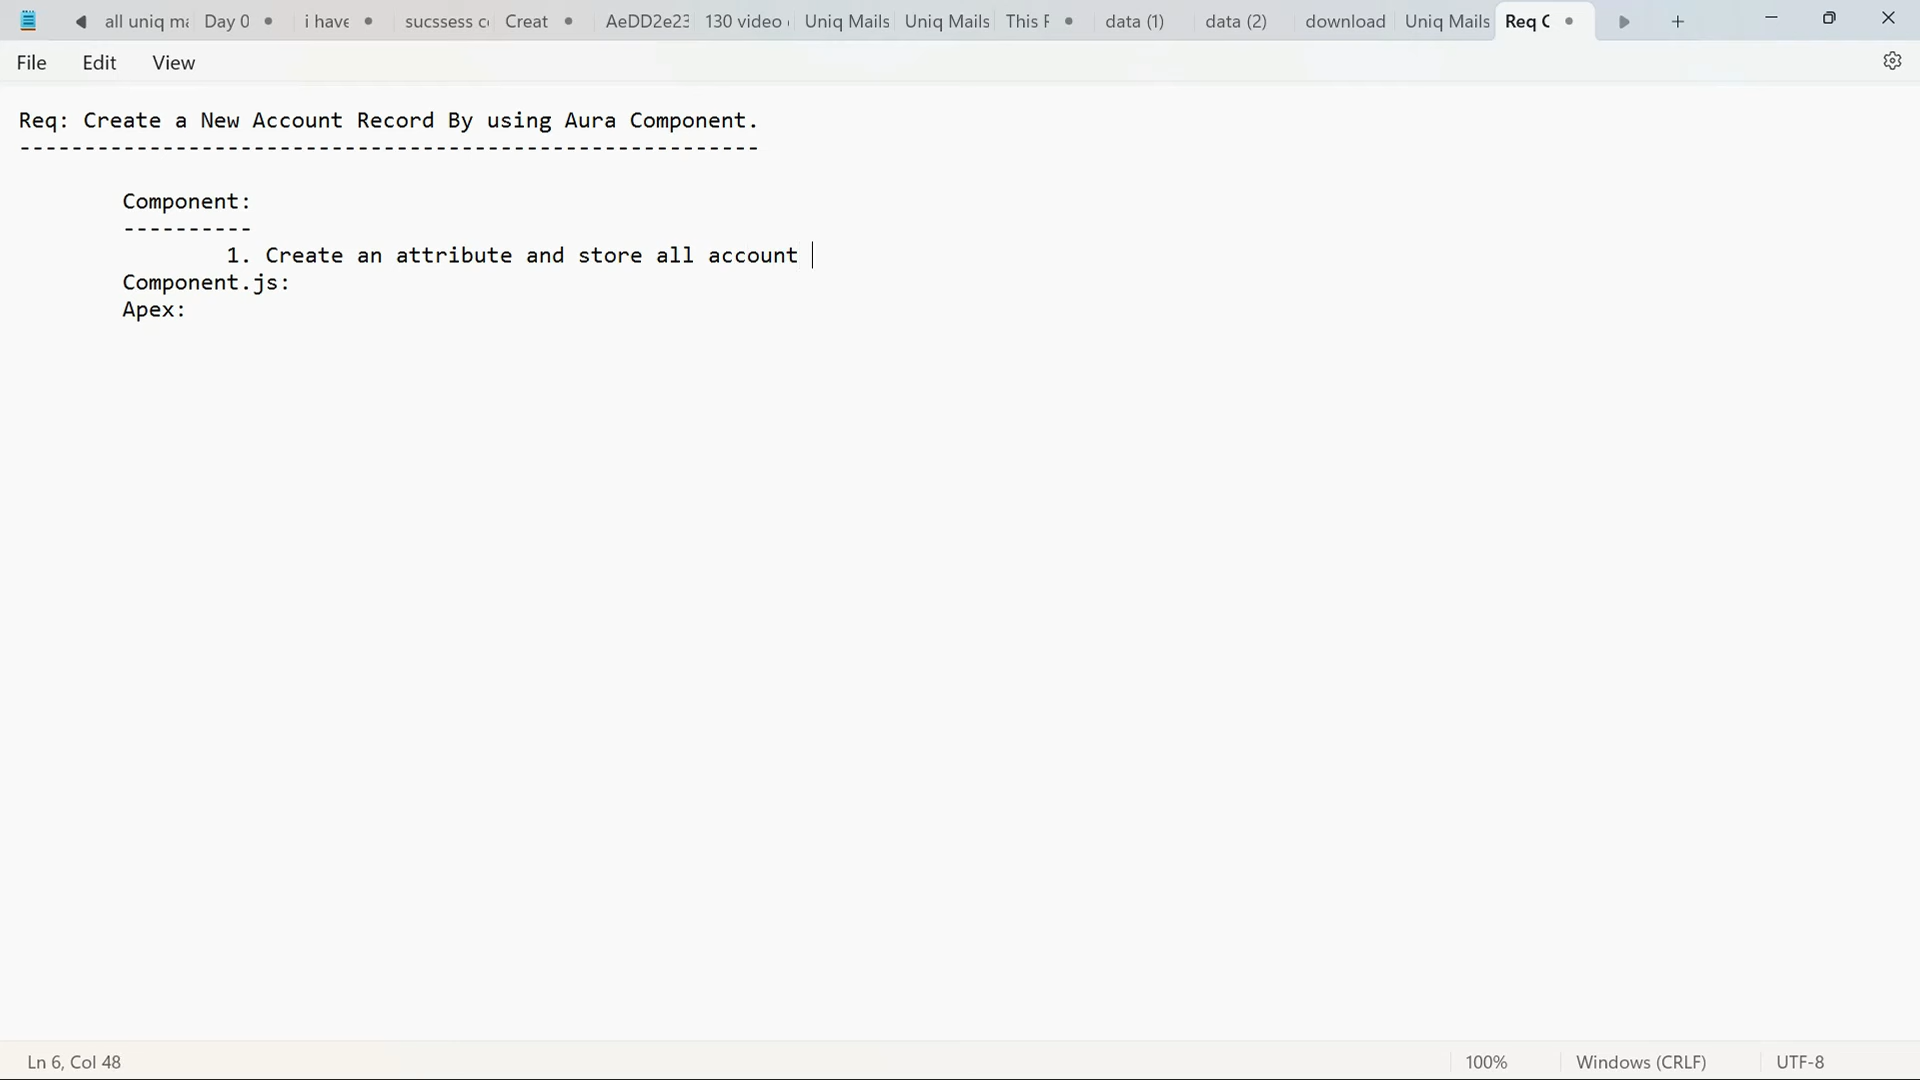 all uniq ma Day 0 i have sucssess co Creat AeDD2e23 130 video Uniq Mails Uniq Mails This F data (1) data (2) download Uniq Mails Req C
File Edit View
Req: Create a New Account Record By using Aura Component.
---------------------------------------------------------
Component:
----------
1. Create an attribute and store all account
Component.js:
Apex:
Ln 6, Col 48 100% Windows (CRLF) UTF-8